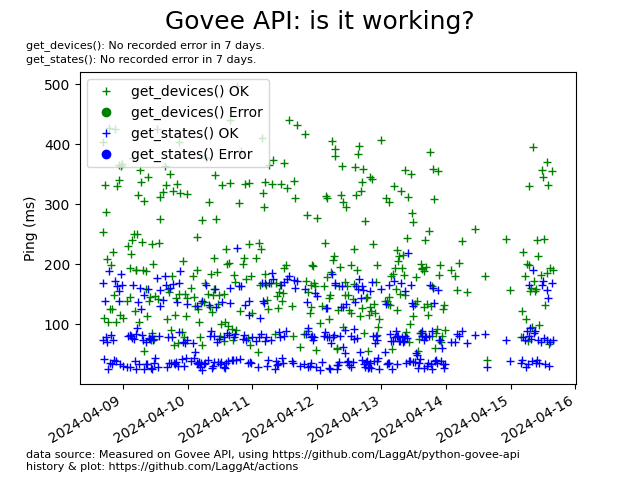 Govee API: is it working?
get_devices(): No recorded error in 7 days.
get_states(): No recorded error in 7 days.
get_devices() OK
get_devices() Error
get_states() OK
get_states() Error
500
400
300
200
100
Ping (ms)
2024-04-09
2024-04-10
2024-04-11
2024-04-12
2024-04-13
2024-04-14
2024-04-15
2024-04-16
data source: Measured on Govee API, using https://github.com/LaggAt/python-govee-api
history & plot: https://github.com/LaggAt/actions